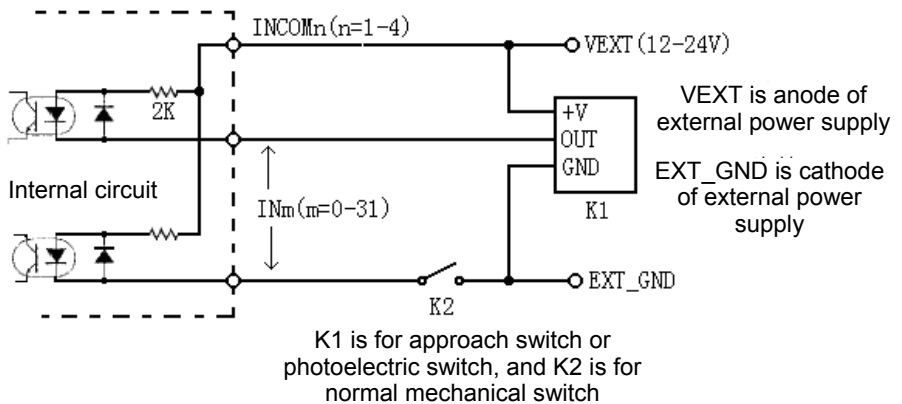 INCOMn(n=1-4)
VEXT(12-24V)
2K
+V
OUT
GND
K1
VEXT is anode of
external power supply
EXT_GND is cathode
of external power
supply
Internal circuit
INm(m=0-31)
K2
EXT_GND
K1 is for approach switch or
photoelectric switch, and K2 is for
normal mechanical switch